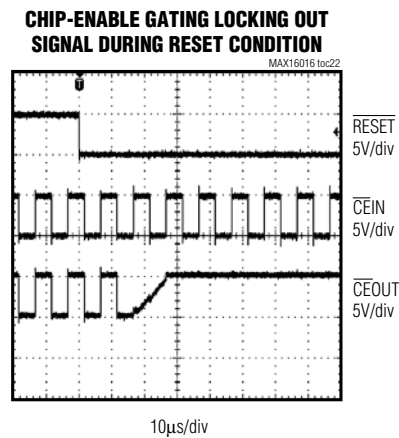 CHIP-ENABLE GATING LOCKING OUT
SIGNAL DURING RESET CONDITION
MAX16016 toc22
T
RESET
5V/div
CEIN
5V/div
CEOUT
5V/div
10μs/div